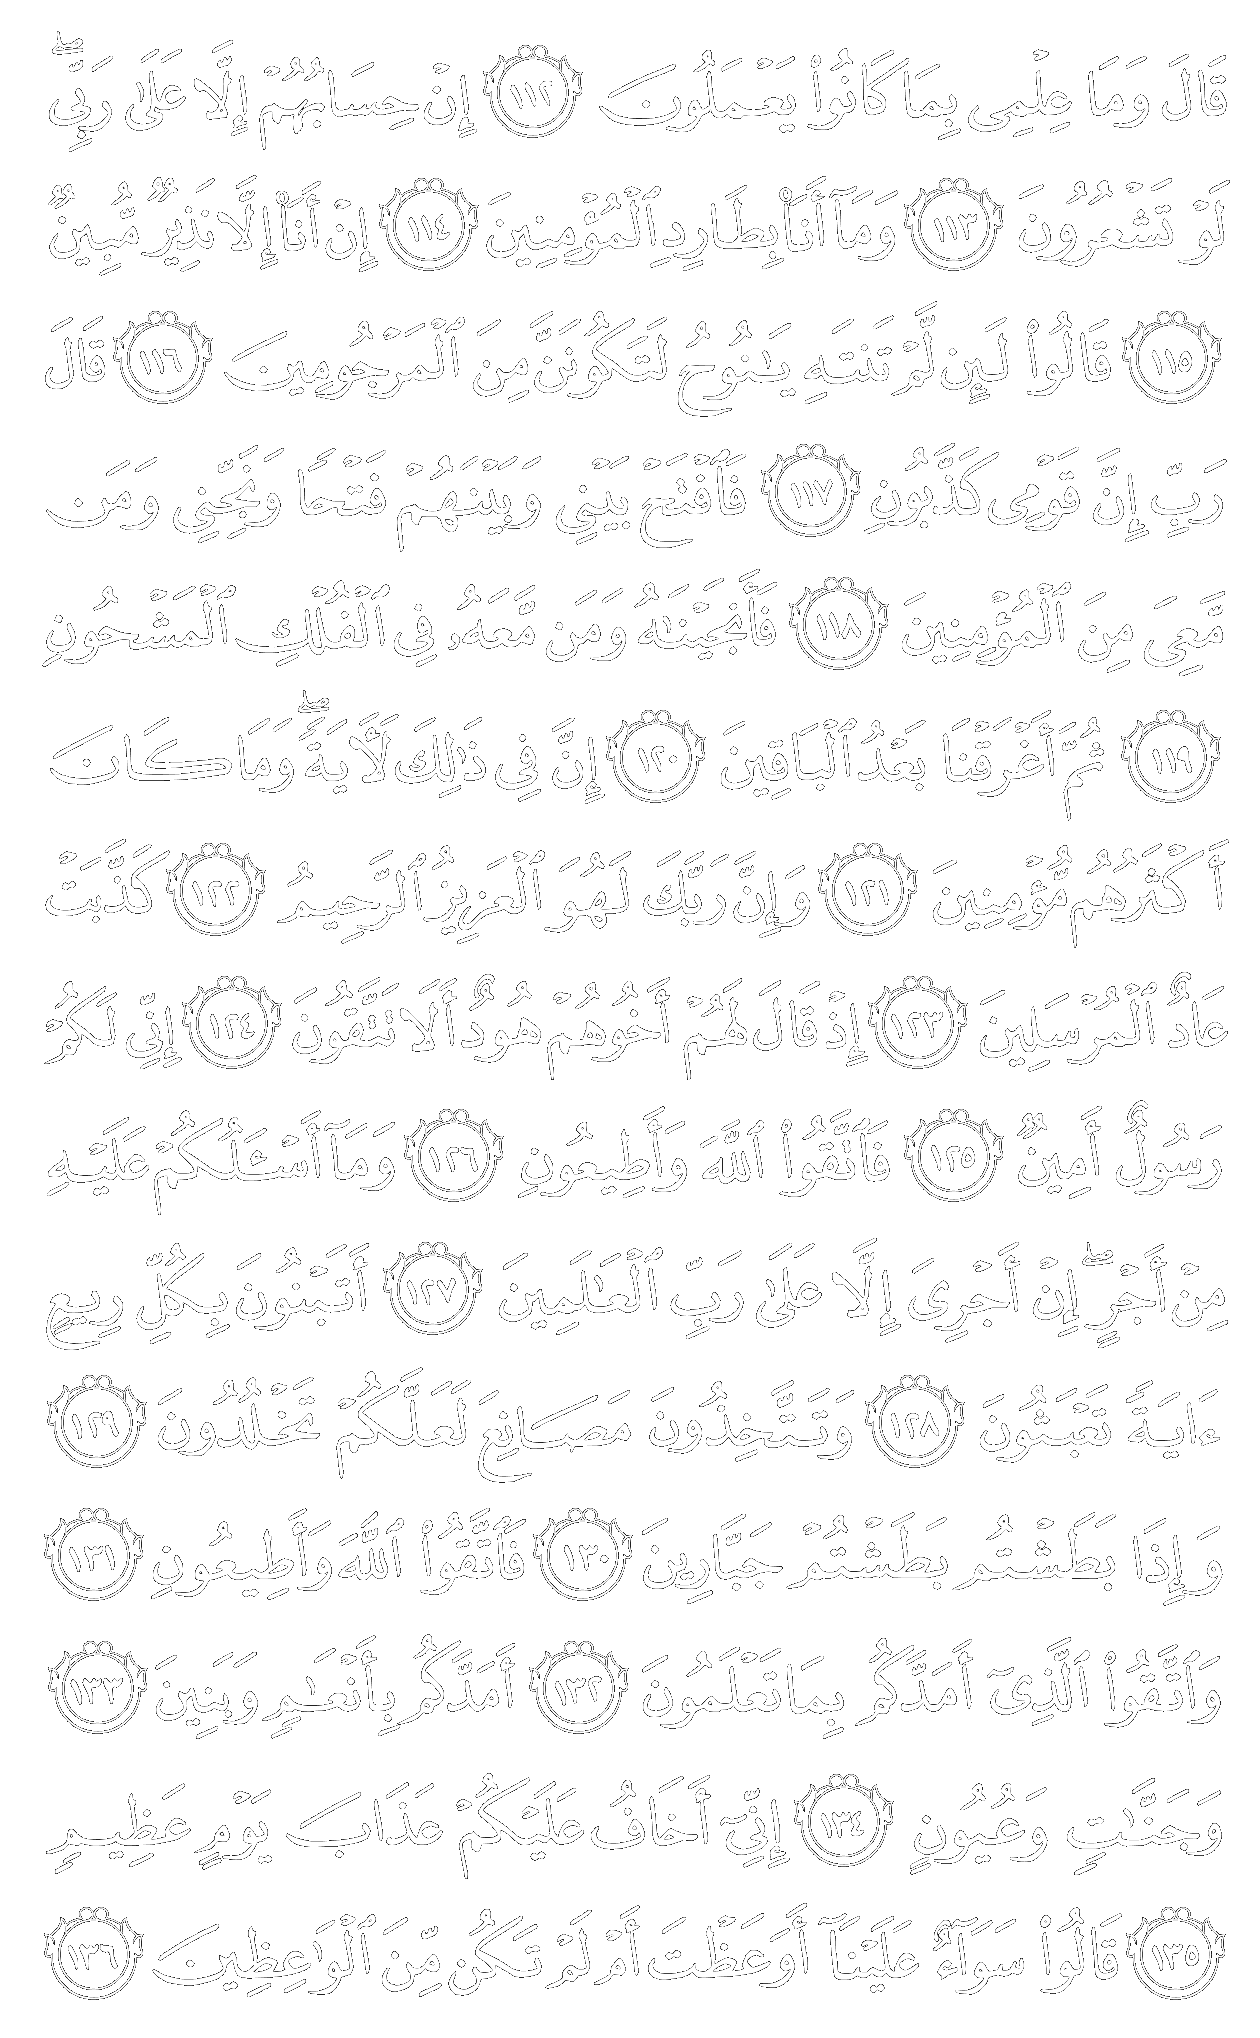 قَالَ وَمَا عِلْمِى بِمَا كَانُوا۟ يَعْمَلُونَ ١١٢ إِنْ حِسَابُهُمْ إِلَّا عَلَىٰ رَبِّى ۖ
لَوْ تَشْعُرُونَ ١١٣ وَمَآ أَنَا۠ بِطَارِدِ ٱلْمُؤْمِنِينَ ١١٤ إِنْ أَنَا۠ إِلَّا نَذِيرٌ مُّبِينٌ
١١٥ قَالُوا۟ لَئِن لَّمْ تَنتَهِ يَـٰنُوحُ لَتَكُونَنَّ مِنَ ٱلْمَرْجُومِينَ ١١٦ قَالَ
رَبِّ إِنَّ قَوْمِى كَذَّبُونِ ١١٧ فَٱفْتَحْ بَيْنِى وَبَيْنَهُمْ فَتْحًا وَنَجِّنِى وَمَن
مَّعِىَ مِنَ ٱلْمُؤْمِنِينَ ١١٨ فَأَنجَيْنَـٰهُ وَمَن مَّعَهُۥ فِى ٱلْفُلْكِ ٱلْمَشْحُونِ
١١٩ ثُمَّ أَغْرَقْنَا بَعْدُ ٱلْبَاقِينَ ١٢٠ إِنَّ فِى ذَٰلِكَ لَـَٔايَةً ۖ وَمَا كَانَ
أَكْثَرُهُم مُّؤْمِنِينَ ١٢١ وَإِنَّ رَبَّكَ لَهُوَ ٱلْعَزِيزُ ٱلرَّحِيمُ ١٢٢ كَذَّبَتْ
عَادٌ ٱلْمُرْسَلِينَ ١٢٣ إِذْ قَالَ لَهُمْ أَخُوهُمْ هُودٌ أَلَا تَتَّقُونَ ١٢٤ إِنِّى لَكُمْ
رَسُولٌ أَمِينٌ ١٢٥ فَٱتَّقُوا۟ ٱللَّهَ وَأَطِيعُونِ ١٢٦ وَمَآ أَسْـَٔلُكُمْ عَلَيْهِ
مِنْ أَجْرٍ ۖ إِنْ أَجْرِىَ إِلَّا عَلَىٰ رَبِّ ٱلْعَـٰلَمِينَ ١٢٧ أَتَبْنُونَ بِكُلِّ رِيعٍ
ءَايَةً تَعْبَثُونَ ١٢٨ وَتَتَّخِذُونَ مَصَانِعَ لَعَلَّكُمْ تَخْلُدُونَ ١٢٩
وَإِذَا بَطَشْتُم بَطَشْتُمْ جَبَّارِينَ ١٣٠ فَٱتَّقُوا۟ ٱللَّهَ وَأَطِيعُونِ ١٣١
وَٱتَّقُوا۟ ٱلَّذِىٓ أَمَدَّكُم بِمَا تَعْلَمُونَ ١٣٢ أَمَدَّكُم بِأَنْعَـٰمٍ وَبَنِينَ ١٣٣
وَجَنَّـٰتٍ وَعُيُونٍ ١٣٤ إِنِّىٓ أَخَافُ عَلَيْكُمْ عَذَابَ يَوْمٍ عَظِيمٍ
١٣٥ قَالُوا۟ سَوَآءٌ عَلَيْنَآ أَوَعَظْتَ أَمْ لَمْ تَكُن مِّنَ ٱلْوَٰعِظِينَ ١٣٦